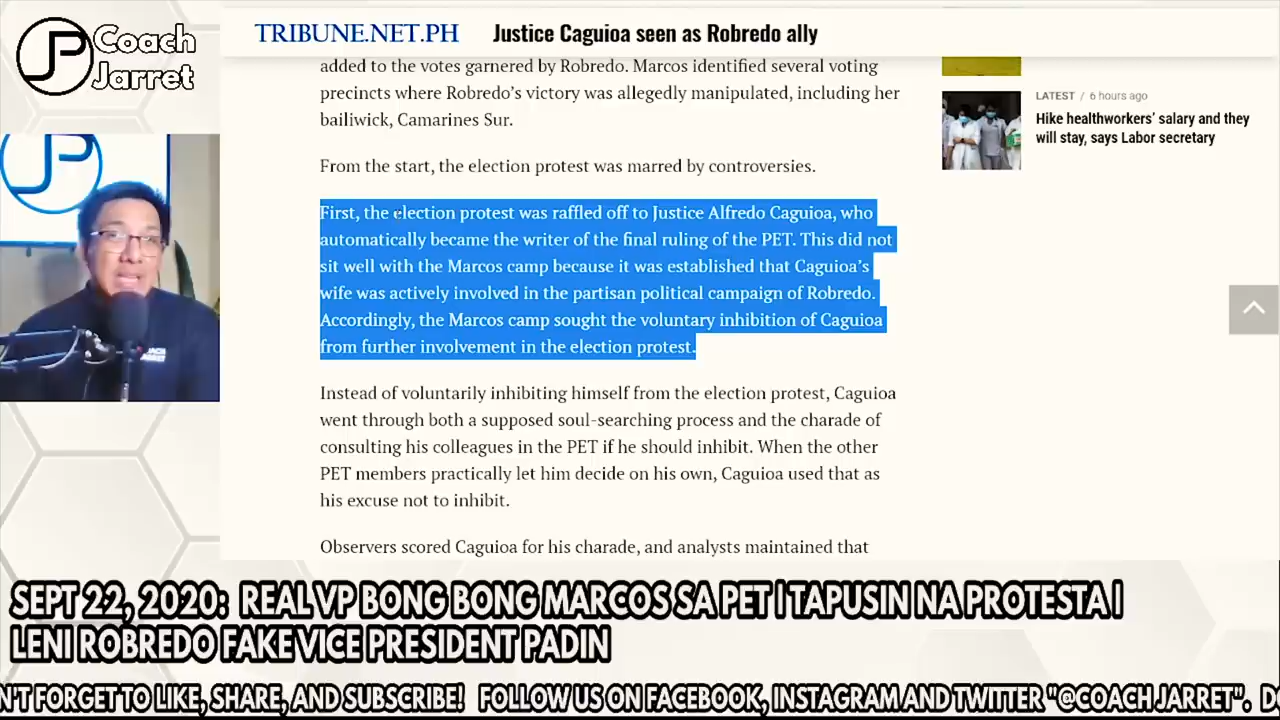 JP Coach
Jarret
TRIBUNE.NET.PH Justice Caguioa seen as Robredo ally
added to the votes garnered by Robredo. Marcos identified several voting
precincts where Robredo's victory was allegedly manipulated, including her
bailiwick, Camarines Sur.
From the start, the election protest was marred by controversies.
First, the election protest was raffled off to Justice Alfredo Caguioa, who
automatically became the writer of the final ruling of the PET. This did not
sit well with the Marcos camp because it was established that Caguioa's
wife was actively involved in the partisan political campaign of Robredo.
Accordingly, the Marcos camp sought the voluntary inhibition of Caguioa
from further involvement in the election protest.
Instead of voluntarily inhibiting himself from the election protest, Caguioa
went through both a supposed soul-searching process and the charade of
consulting his colleagues in the PET if he should inhibit. When the other
PET members practically let him decide on his own, Caguioa used that as
his excuse not to inhibit.
Observers scored Caguioa for his charade, and analysts maintained that
LATEST / 6 hours ago
Hike healthworkers' salary and they
will stay, says Labor secretary
SEPT 22, 2020: REAL VP BONG BONG MARCOS SA PET | TAPUSIN NA PROTESTA |
LENI ROBREDO FAKE VICE PRESIDENT PADIN
N'T FORGET TO LIKE, SHARE, AND SUBSCRIBE! FOLLOW US ON FACEBOOK, INSTAGRAM AND TWITTER "@COACH JARRET". D